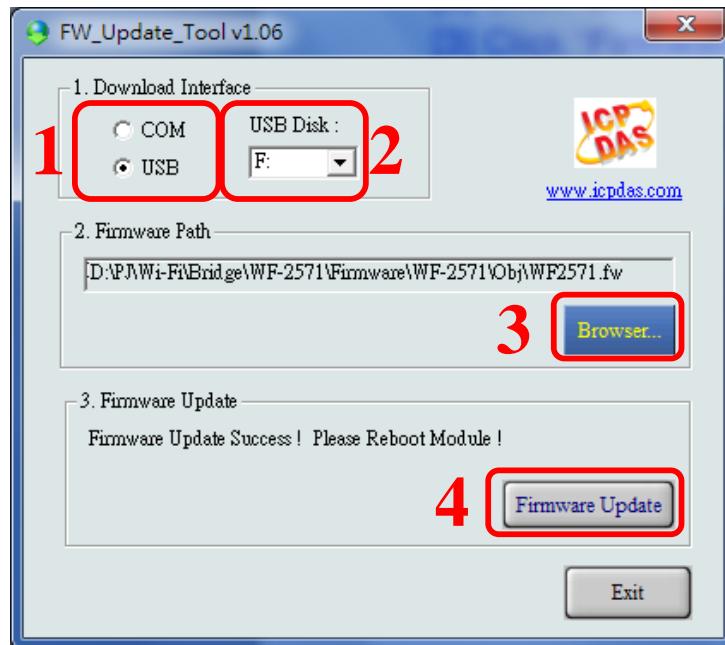 FW_Update_Tool v1.06
x
1. Download Interface
1
COM
USB
USB Disk :
F:
2
ICP
DAS
www.icpdas.com
2. Firmware Path
D:\PJ\Wi-Fi\Bridge\WF-2571\Firmware\WF-2571\Obj\WF2571.fw
3
Browser...
3. Firmware Update
Firmware Update Success ! Please Reboot Module !
4
Firmware Update
Exit